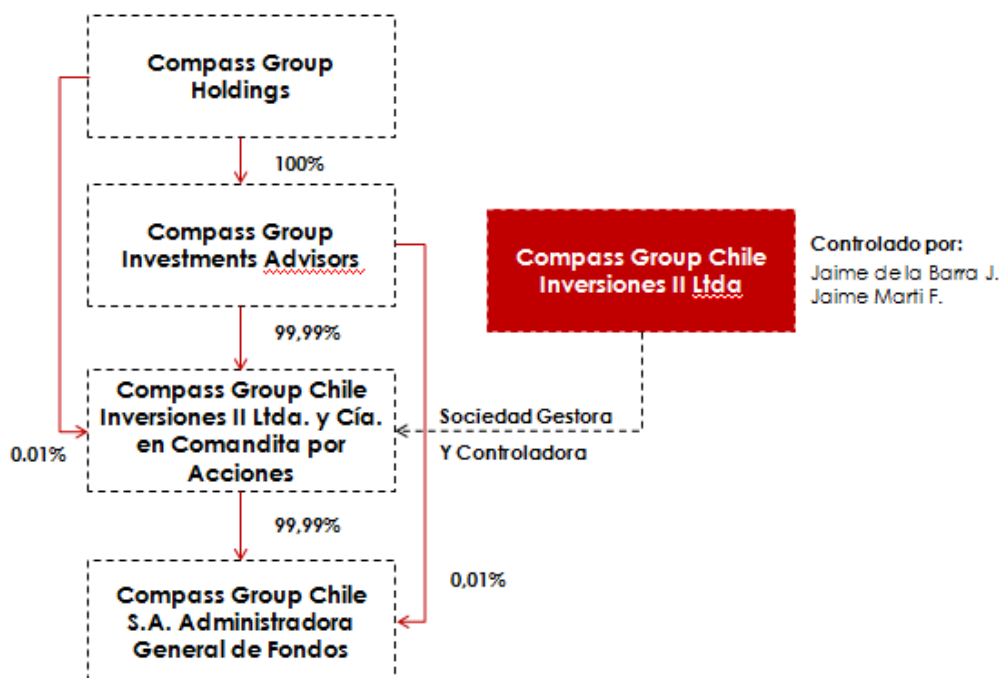 Compass Group
Holdings
100%
Compass Group
Investments Advisors
Compass Group Chile
Inversiones II Ltda
Controlado por:
Jaime de la Barra J.
Jaime Marti F.
99,99%
Compass Group Chile
Inversiones II Ltda. y Cía.
en Comandita por
Acciones
Sociedad Gestora
Y Controladora
0.01%
99,99%
0,01%
Compass Group Chile
S.A. Administradora
General de Fondos